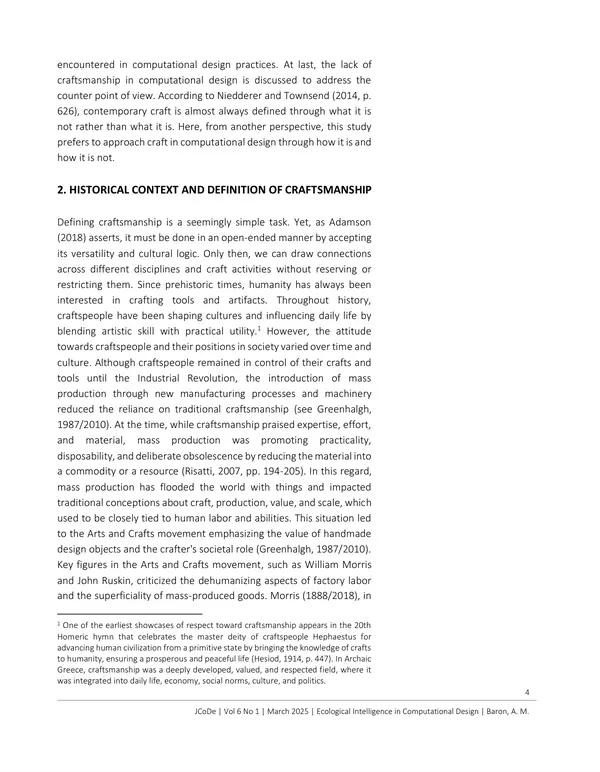 encountered in computational design practices. At last, the lack of
craftsmanship in computational design is discussed to address the
counter point of view. According to Niedderer and Townsend (2014, p.
626), contemporary craft is almost always defined through what it is
not rather than what it is. Here, from another perspective, this study
prefers to approach craft in computational design through how it is and
how it is not.
2. HISTORICAL CONTEXT AND DEFINITION OF CRAFTSMANSHIP
Defining craftsmanship is a seemingly simple task. Yet, as Adamson
(2018) asserts, it must be done in an open-ended manner by accepting
its versatility and cultural logic. Only then, we can draw connections
across different disciplines and craft activities without reserving or
restricting them. Since prehistoric times, humanity has always been
interested in crafting tools and artifacts. Throughout history,
craftspeople have been shaping cultures and influencing daily life by
blending artistic skill with practical utility.¹ However, the attitude
towards craftspeople and their positions in society varied over time and
culture. Although craftspeople remained in control of their crafts and
tools until the Industrial Revolution, the introduction of mass
production through new manufacturing processes and machinery
reduced the reliance on traditional craftsmanship (see Greenhalgh,
1987/2010). At the time, while craftsmanship praised expertise, effort,
and material, mass production was promoting practicality,
disposability, and deliberate obsolescence by reducing the material into
a commodity or a resource (Risatti, 2007, pp. 194-205). In this regard,
mass production has flooded the world with things and impacted
traditional conceptions about craft, production, value, and scale, which
used to be closely tied to human labor and abilities. This situation led
to the Arts and Crafts movement emphasizing the value of handmade
design objects and the crafter's societal role (Greenhalgh, 1987/2010).
Key figures in the Arts and Crafts movement, such as William Morris
and John Ruskin, criticized the dehumanizing aspects of factory labor
and the superficiality of mass-produced goods. Morris (1888/2018), in
¹ One of the earliest showcases of respect toward craftsmanship appears in the 20th
Homeric hymn that celebrates the master deity of craftspeople Hephaestus for
advancing human civilization from a primitive state by bringing the knowledge of crafts
to humanity, ensuring a prosperous and peaceful life (Hesiod, 1914, p. 447). In Archaic
Greece, craftsmanship was a deeply developed, valued, and respected field, where it
was integrated into daily life, economy, social norms, culture, and politics.
4
JCoDe | Vol 6 No 1 | March 2025 | Ecological Intelligence in Computational Design | Baron, A. M.